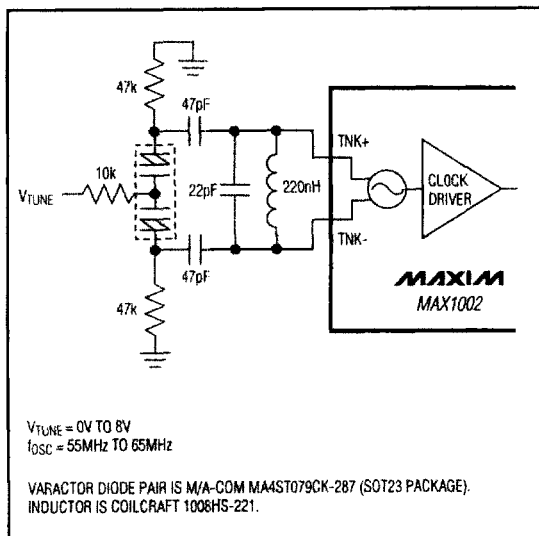 47k
47pF
10k
VTUNE
22pF
220nH
TNK+
TNK-
CLOCK
DRIVER
MAXIM
MAX1002
47pF
47k
VTUNE = 0V TO 8V
fOSC = 55MHz TO 65MHz
VARACTOR DIODE PAIR IS M/A-COM MA4ST079CK-287 (SOT23 PACKAGE).
INDUCTOR IS COILCRAFT 1008HS-221.